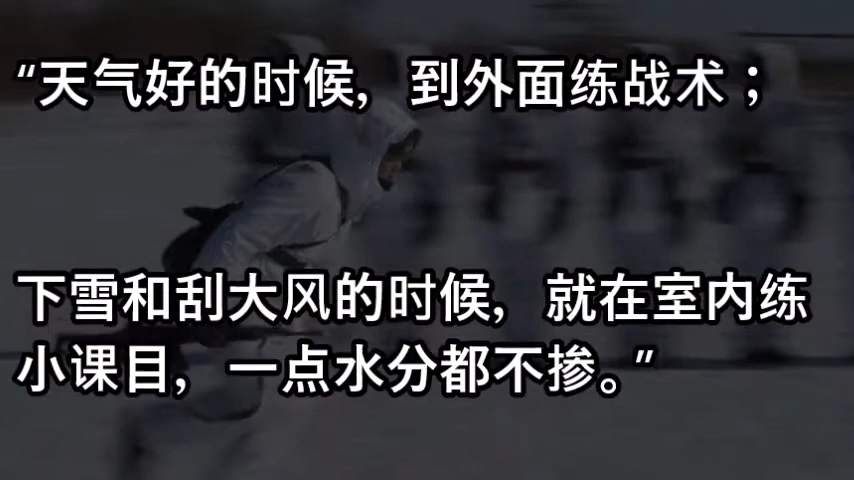 “天气好的时候，到外面练战术；
下雪和刮大风的时候，就在室内练
小课目，一点水分都不掺。”